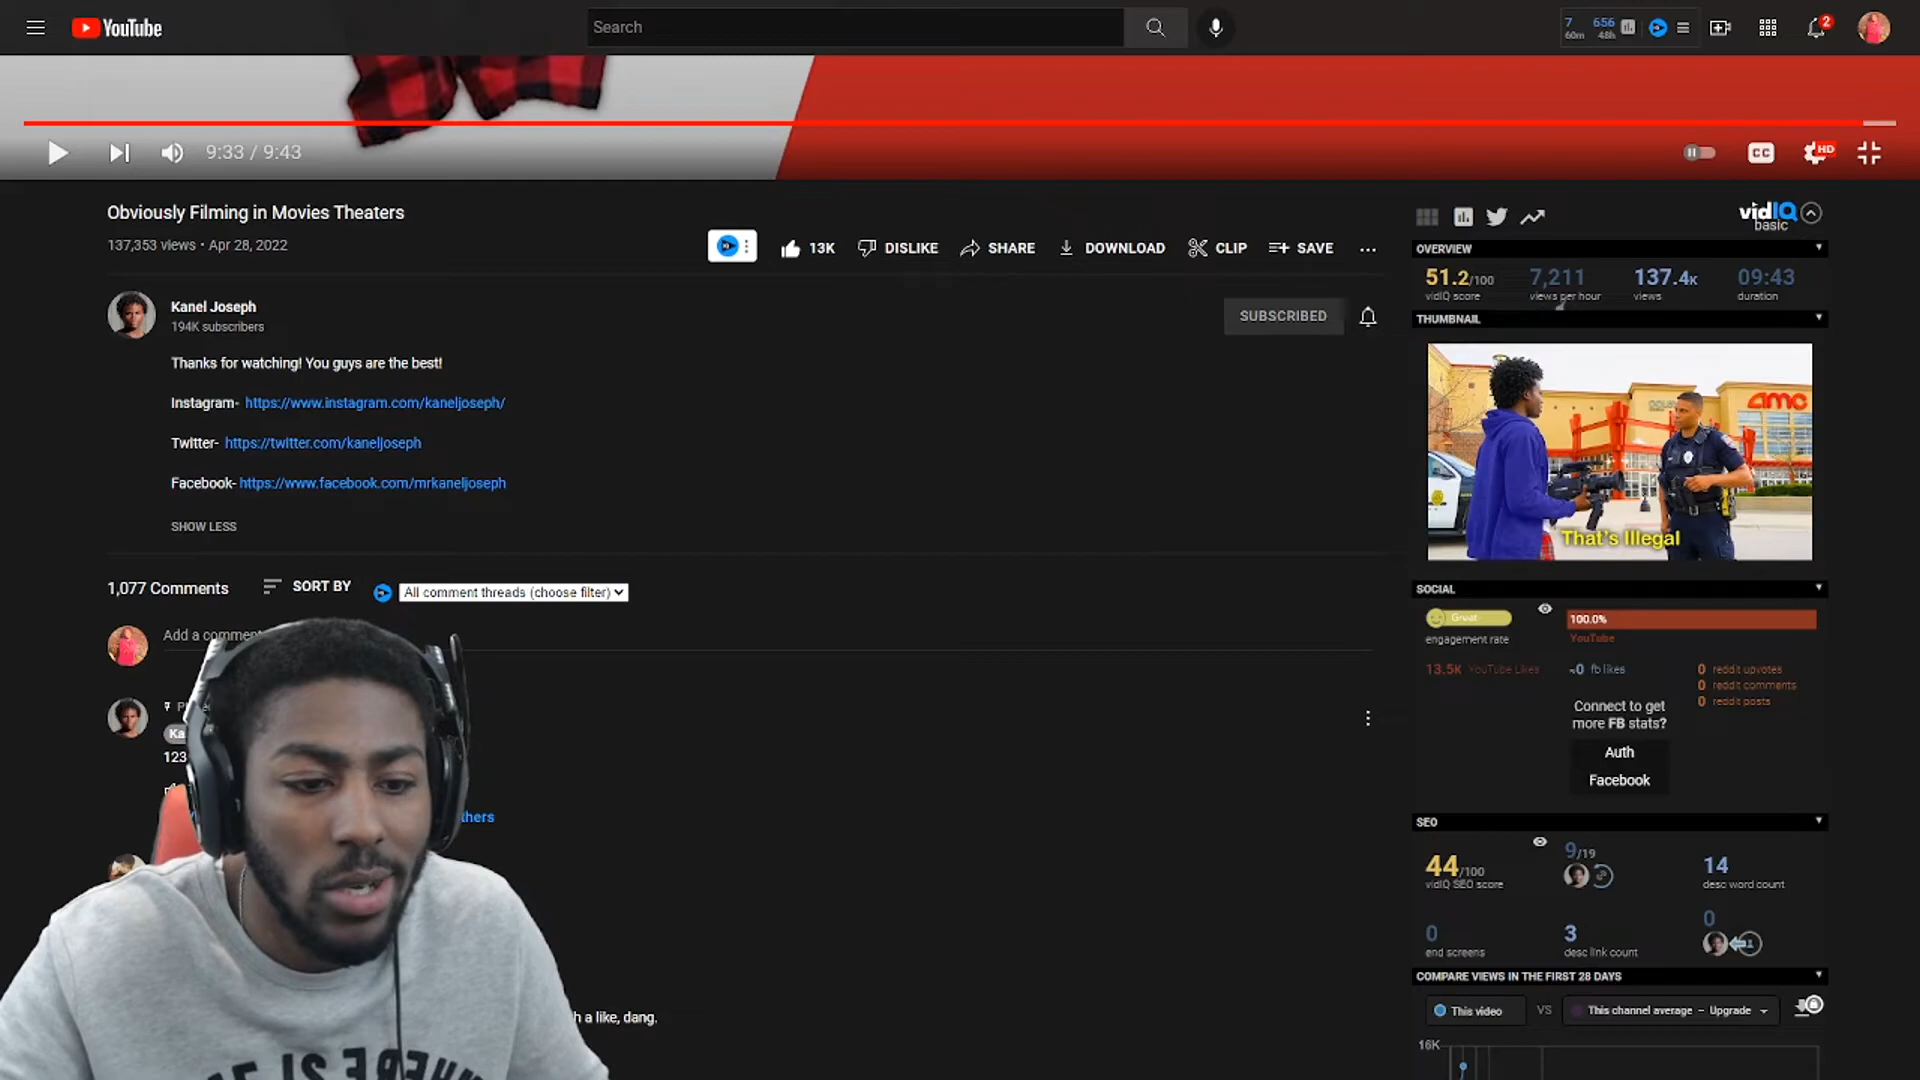 YouTube
Search
7
60m
656
48h
2
9:33 / 9:43
CC
HD
Obviously Filming in Movies Theaters
137,353 views • Apr 28, 2022
13K
DISLIKE
SHARE
DOWNLOAD
CLIP
SAVE
Kanel Joseph
194K subscribers
SUBSCRIBED
Thanks for watching! You guys are the best!
Instagram- https://www.instagram.com/kaneljoseph/
Twitter- https://twitter.com/kaneljoseph
Facebook- https://www.facebook.com/mrkaneljoseph
SHOW LESS
1,077 Comments
SORT BY
All comment threads (choose filter)
Add a
123
h a like, dang.
vidIQ
basic
OVERVIEW
51.2/100
vidIQ score
7,211
views per hour
137.4K
views
09:43
duration
THUMBNAIL
AMC
That's Illegal
SOCIAL
Great
engagement rate
100.0%
YouTube
13.5K YouTube Likes
0 fb likes
0 reddit upvotes
0 reddit comments
0 reddit posts
Connect to get
more FB stats?
Auth
Facebook
SEO
44/100
vidIQ SEO score
9/19
14
desc word count
0
end screens
3
desc link count
0
COMPARE VIEWS IN THE FIRST 28 DAYS
This video
VS
This channel average – Upgrade
16K